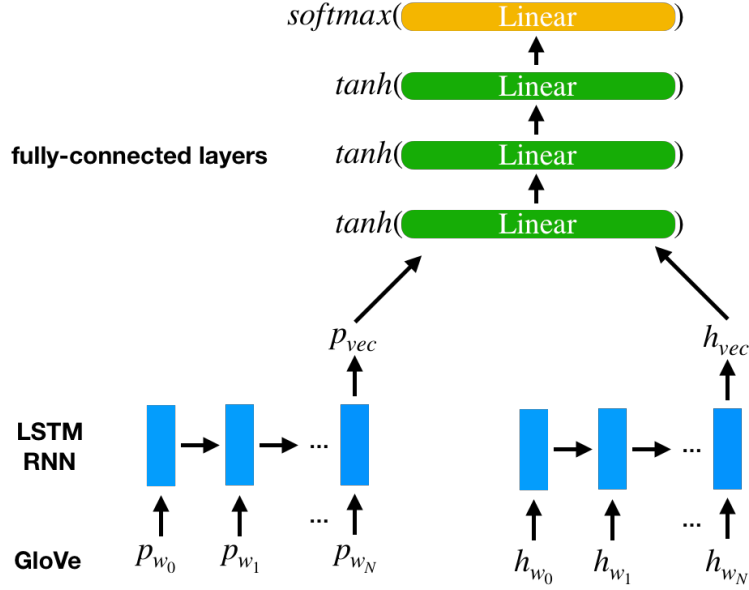 softmax(Linear)
tanh(Linear)
fully-connected layers
tanh(Linear)
tanh(Linear)
p_vec h_vec
LSTM
RNN
... ...
... ...
GloVe p_w0 p_w1 p_wN h_w0 h_w1 h_wN